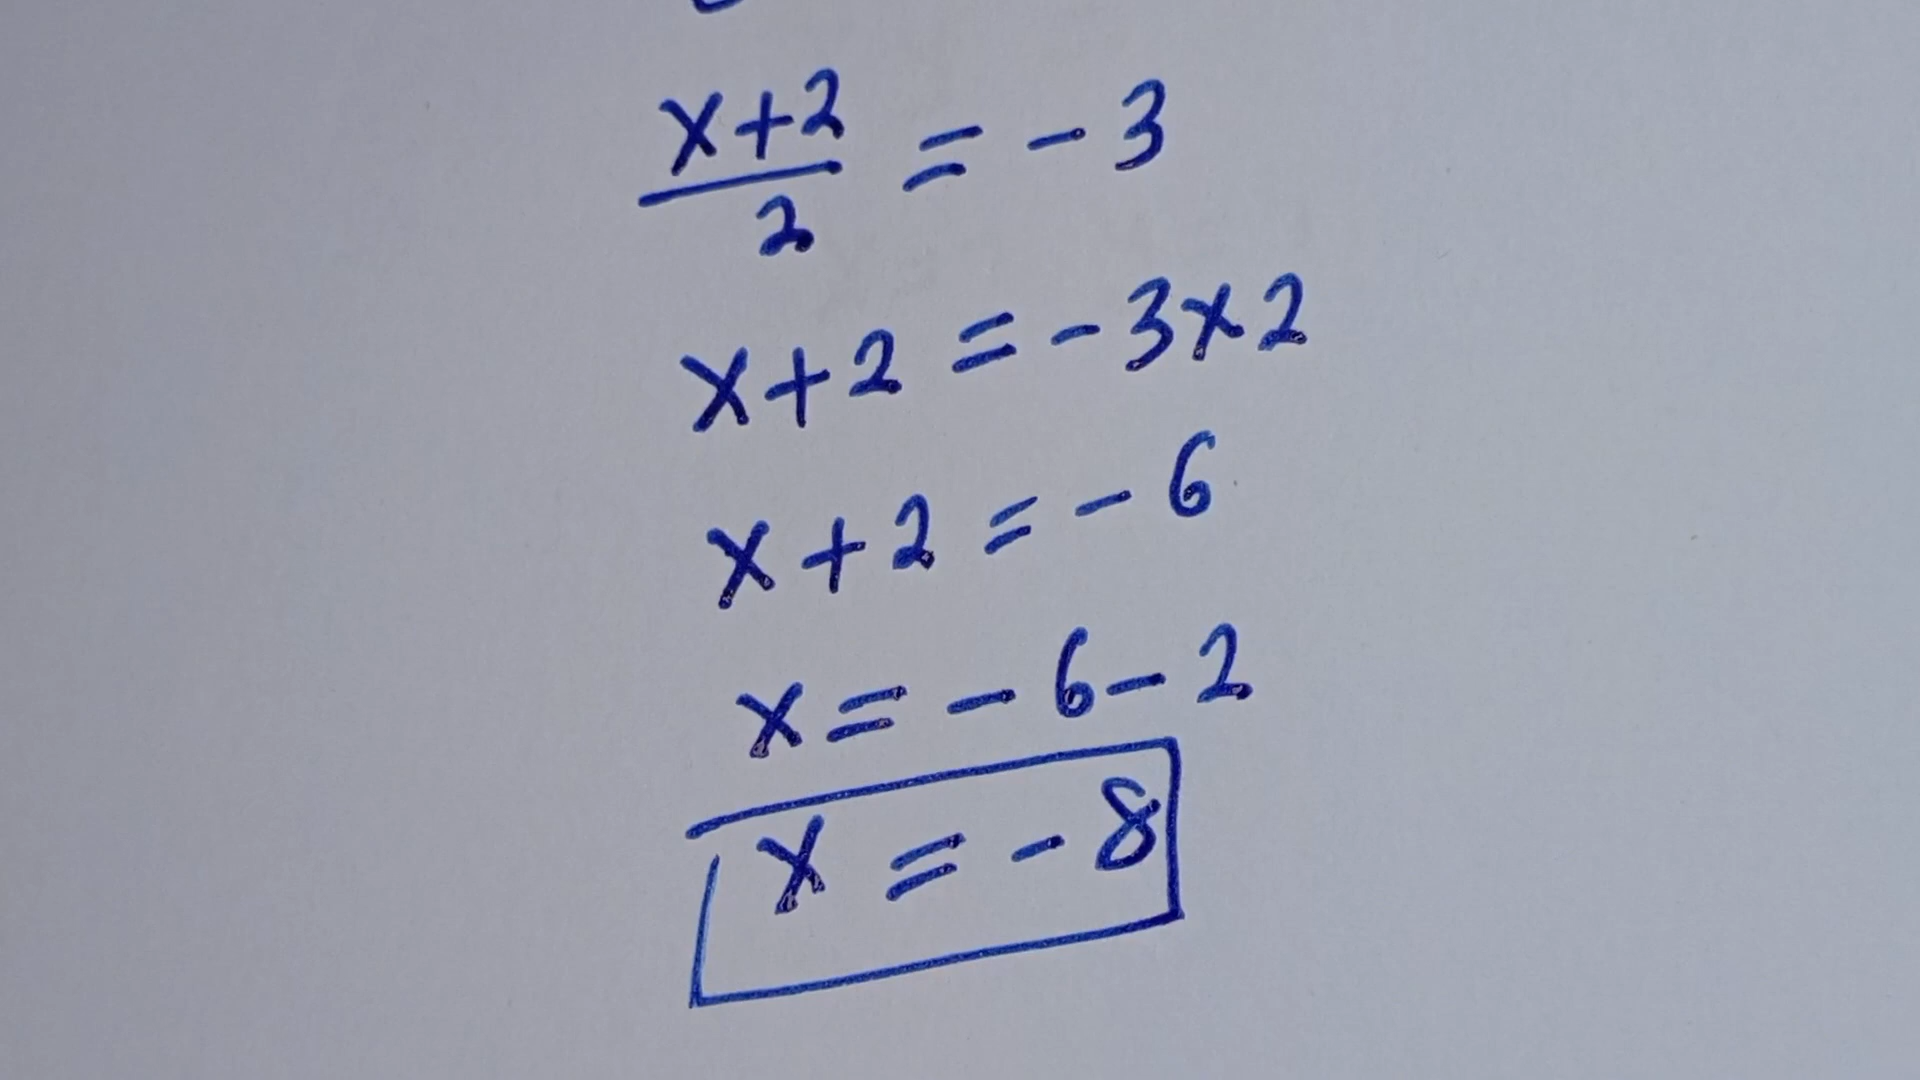 x+2/2 = -3
x+2 = -3×2
x+2 = -6
x = -6-2
x = -8